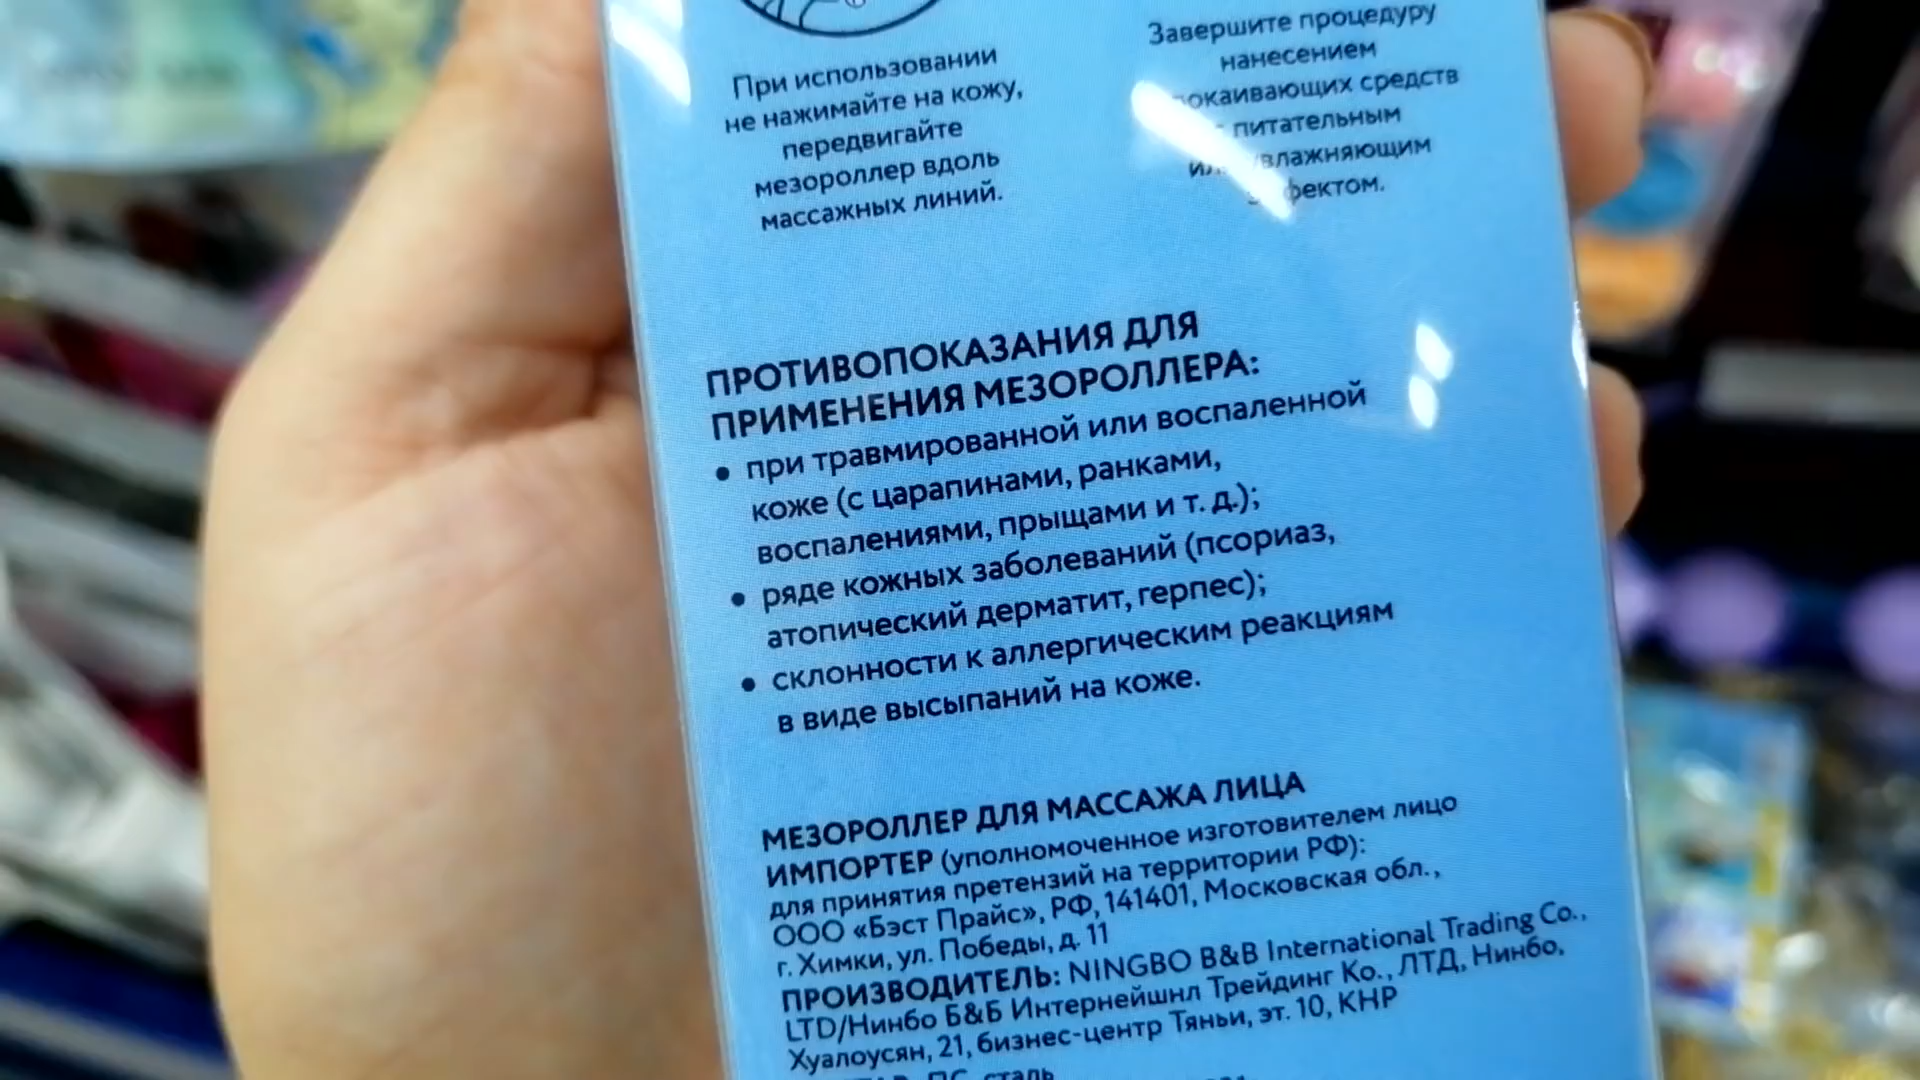 При использовании
не нажимайте на кожу,
передвигайте
мезороллер вдоль
массажных линий.
Завершите процедуру
нанесением
средств
питательным
ПРОТИВОПОКАЗАНИЯ ДЛЯ
ПРИМЕНЕНИЯ МЕЗОРОЛЛЕРА:
• при травмированной или воспаленной
коже (с царапинами, ранками,
воспалениями, прыщами и т. д.);
• ряде кожных заболеваний (псориаз,
атопический дерматит, герпес);
• склонности к аллергическим реакциям
в виде высыпаний на коже.
МЕЗОРОЛЛЕР ДЛЯ МАССАЖА ЛИЦА
ИМПОРТЕР (уполномоченное изготовителем лицо
для принятия претензий на территории РФ):
ООО «Бэст Прайс», РФ, 141401, Московская обл.,
г. Химки, ул. Победы, д. 11
ПРОИЗВОДИТЕЛЬ: NINGBO B&B International Trading Co.,
LTD/Нинбо Б&Б Интернейшнл Трейдинг Ко., ЛТД, Нинбо,
Хуалоусян, 21, бизнес-центр Тяньи, эт. 10, КНР
сталь